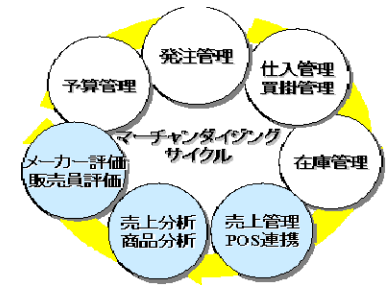 発注管理
仕入管理
買掛管理
予算管理
マーチャンダイジング
サイクル
在庫管理
メーカー評価
販売員評価
売上分析
商品分析
売上管理
POS連携